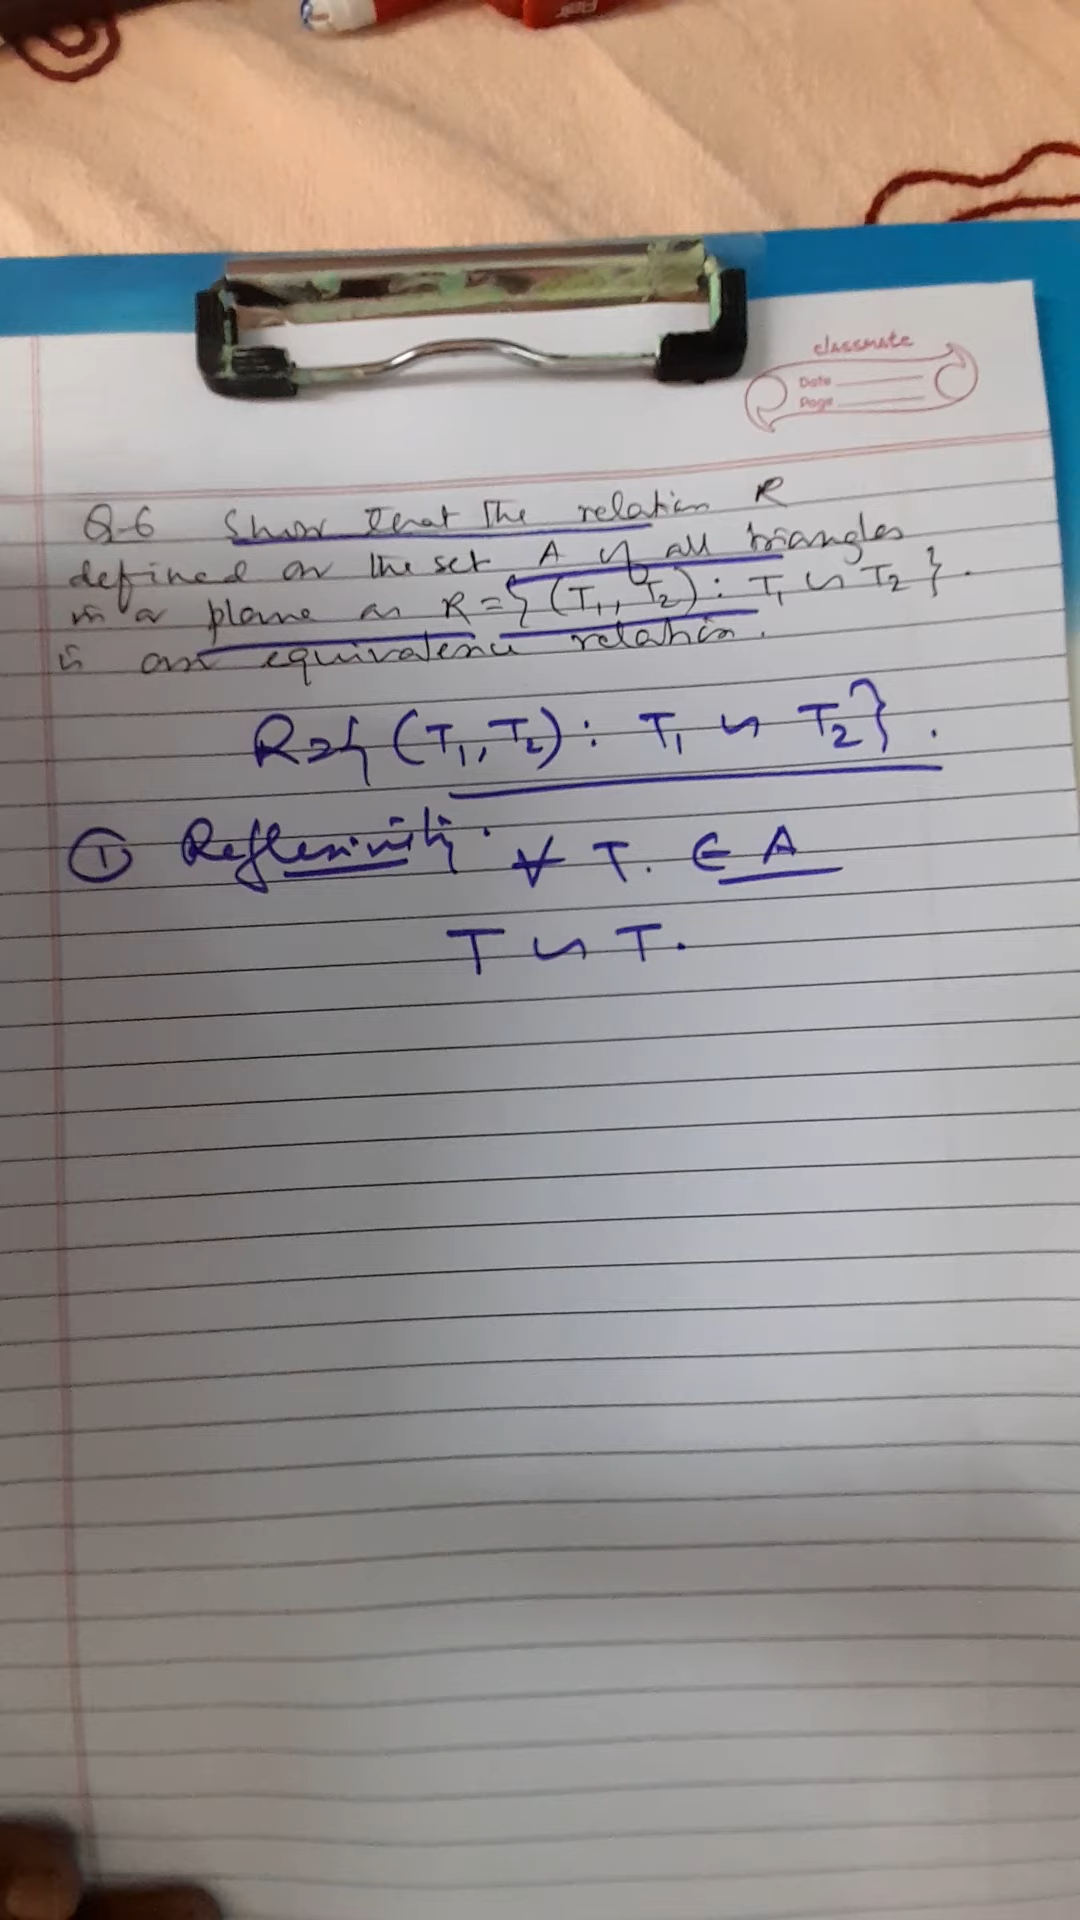 classmate
Date
Page
Q-6 Show that the relation R
defined on the set A of all triangles
in a plane as R={(T₁, T₂): T₁ ~ T₂}.
is an equivalence relation.
R={(T₁, T₂): T₁ ~ T₂}.
① Reflexivity: ∀ T. ∈ A
T ~ T.